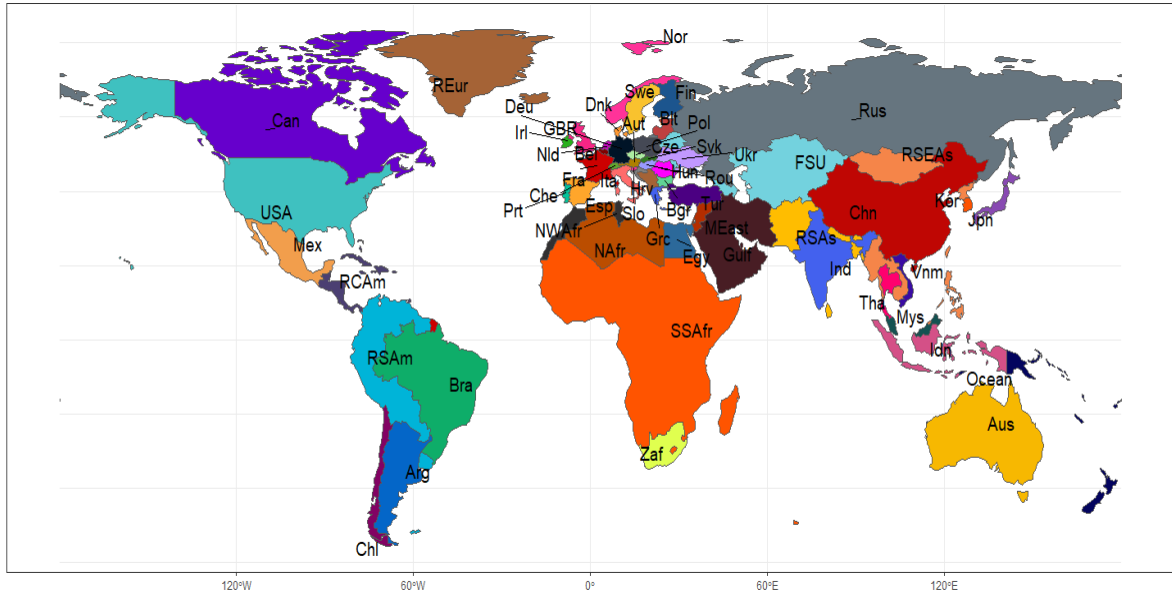 Nor
REur
Swe
Fin
Deu
Dnk
Can
Rus
Irl
GBR
Aut
Blt
Pol
Nld
Bel
Cze
Svk
Ukr
FSU
RSEAs
Fra
Ita
Hun
Che
Rou
Prt
Esp
Hrv
Tur
USA
Slo
Bgr
Chn
Kor
Jpn
NWAfr
MEast
Mex
NAfr
Grc
Egy
Gulf
RSAs
Ind
Vnm
RCAm
Tha
Mys
SSAfr
Idn
RSAm
Bra
Ocean
Aus
Zaf
Arg
Chl
120°W
60°W
0°
60°E
120°E